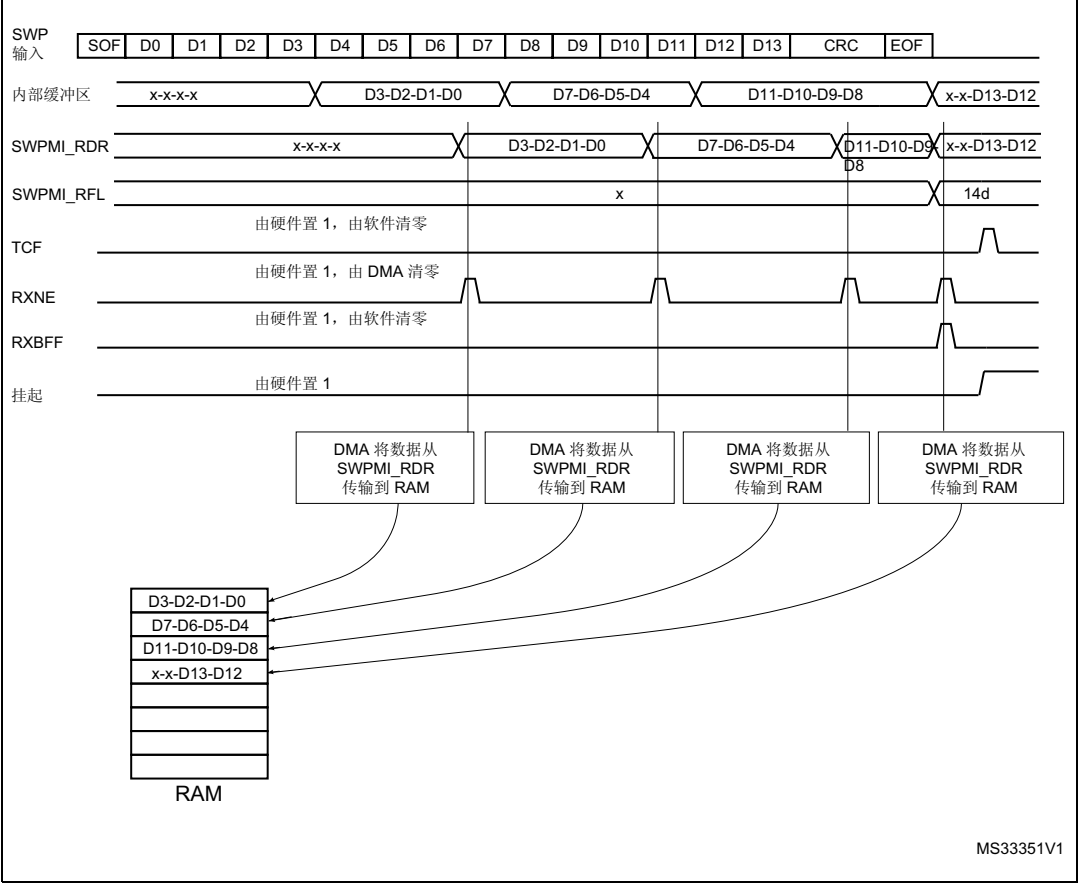 SWP
输入
SOF D0 D1 D2 D3 D4 D5 D6 D7 D8 D9 D10 D11 D12 D13 CRC EOF
内部缓冲区 x-x-x-x D3-D2-D1-D0 D7-D6-D5-D4 D11-D10-D9-D8 x-x-D13-D12
SWPMI_RDR x-x-x-x D3-D2-D1-D0 D7-D6-D5-D4 D11-D10-D9- x-x-D13-D12
D8
SWPMI_RFL x 14d
由硬件置 1，由软件清零
TCF
由硬件置 1，由 DMA 清零
RXNE
由硬件置 1，由软件清零
RXBFF
由硬件置 1
挂起
DMA 将数据从 DMA 将数据从 DMA 将数据从 DMA 将数据从
SWPMI_RDR SWPMI_RDR SWPMI_RDR SWPMI_RDR
传输到 RAM 传输到 RAM 传输到 RAM 传输到 RAM
D3-D2-D1-D0
D7-D6-D5-D4
D11-D10-D9-D8
x-x-D13-D12
RAM
MS33351V1